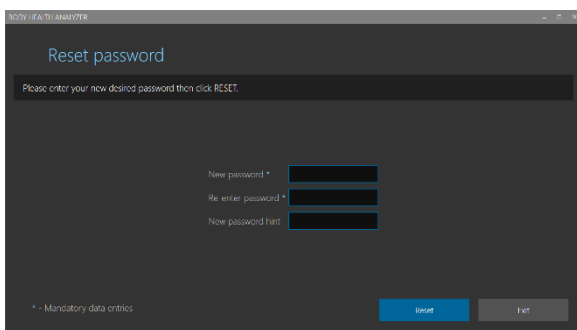 BODY HEALTH ANALYZER
Reset password
Please enter your new desired password then click RESET.
New password *
Re enter password *
New password hint
* - Mandatory data entries
Reset
Exit